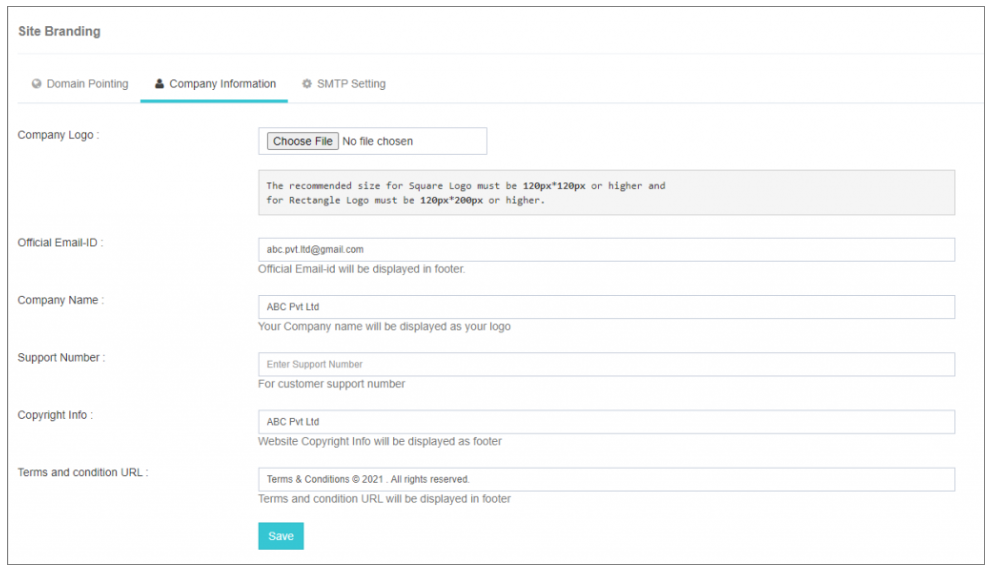 Site Branding
Domain Pointing
Company Information
SMTP Setting
Company Logo :
Choose File No file chosen
The recommended size for Square Logo must be 120px*120px or higher and
for Rectangle Logo must be 120px*200px or higher.
Official Email-ID :
abc.pvt.ltd@gmail.com
Official Email-id will be displayed in footer.
Company Name :
ABC Pvt Ltd
Your Company name will be displayed as your logo
Support Number :
Enter Support Number
For customer support number
Copyright Info :
ABC Pvt Ltd
Website Copyright Info will be displayed as footer
Terms and condition URL :
Terms & Conditions © 2021 . All rights reserved.
Terms and condition URL will be displayed in footer
Save